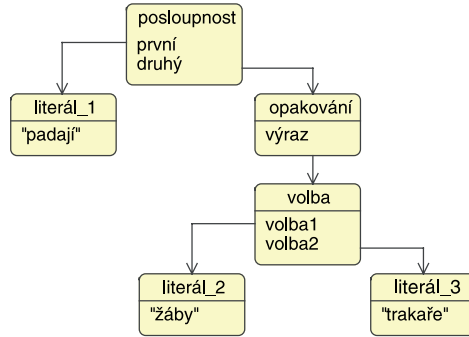 posloupnost
první
druhý
literál_1
"padají"
opakování
výraz
volba
volba1
volba2
literál_2
"žáby"
literál_3
"trakaře"